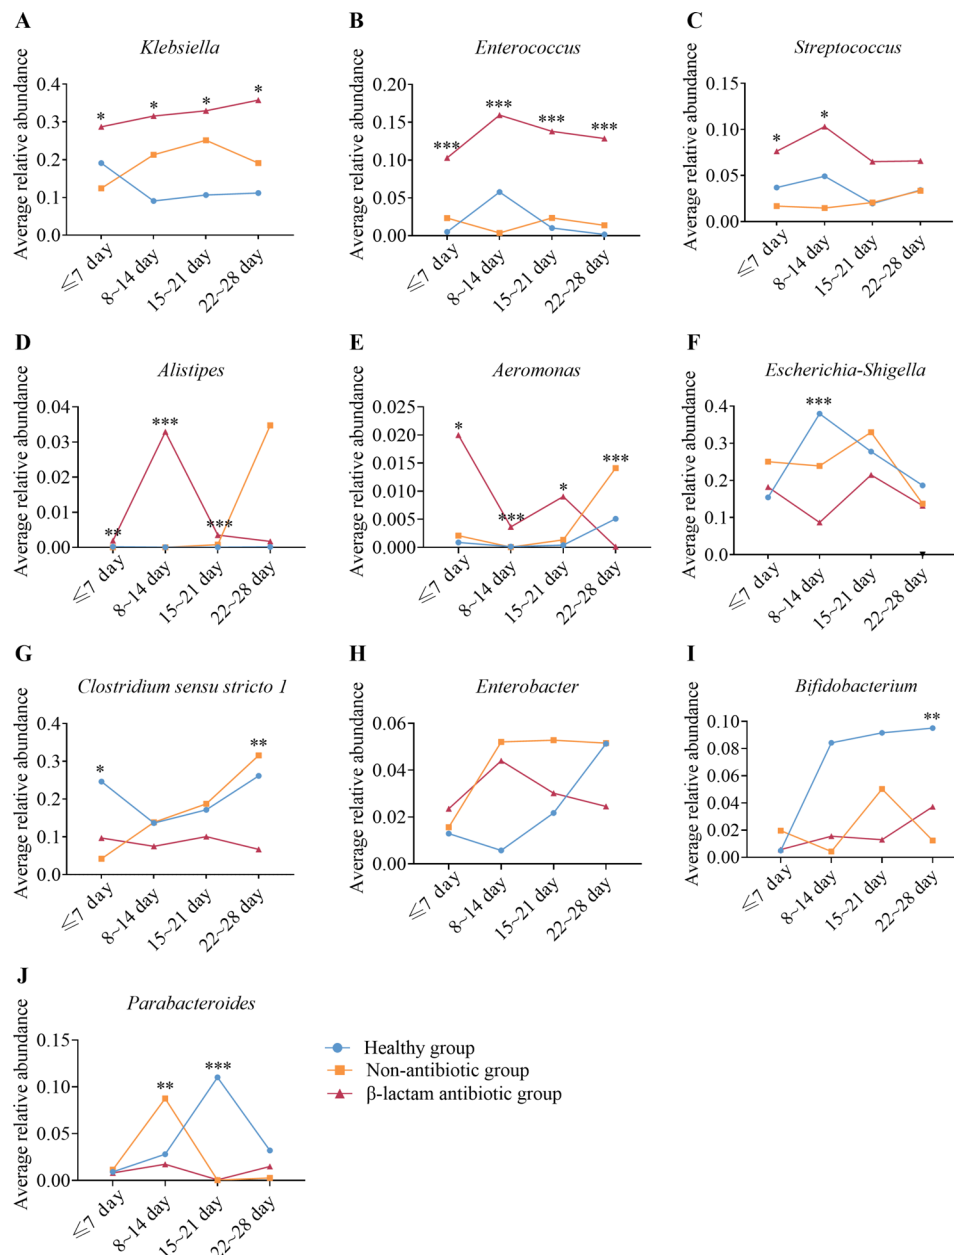 A
Klebsiella
Average relative abundance
0.4
0.3
0.2
0.1
0.0
*
*
*
*
≤7 day
8~14 day
15~21 day
22~28 day
B
Enterococcus
Average relative abundance
0.20
0.15
0.10
0.05
0.00
***
***
***
***
≤7 day
8~14 day
15~21 day
22~28 day
C
Streptococcus
Average relative abundance
0.15
0.10
0.05
0.00
*
*
≤7 day
8~14 day
15~21 day
22~28 day
D
Alistipes
Average relative abundance
0.04
0.03
0.02
0.01
0.00
**
***
***
≤7 day
8~14 day
15~21 day
22~28 day
E
Aeromonas
Average relative abundance
0.025
0.020
0.015
0.010
0.005
0.000
*
***
*
***
≤7 day
8~14 day
15~21 day
22~28 day
F
Escherichia-Shigella
Average relative abundance
0.4
0.3
0.2
0.1
0.0
***
≤7 day
8~14 day
15~21 day
22~28 day
G
Clostridium sensu stricto 1
Average relative abundance
0.4
0.3
0.2
0.1
0.0
*
**
≤7 day
8~14 day
15~21 day
22~28 day
H
Enterobacter
Average relative abundance
0.06
0.04
0.02
0.00
≤7 day
8~14 day
15~21 day
22~28 day
I
Bifidobacterium
Average relative abundance
0.10
0.08
0.06
0.04
0.02
0.00
**
≤7 day
8~14 day
15~21 day
22~28 day
J
Parabacteroides
Average relative abundance
0.15
0.10
0.05
0.00
**
***
≤7 day
8~14 day
15~21 day
22~28 day
Healthy group
Non-antibiotic group
β-lactam antibiotic group